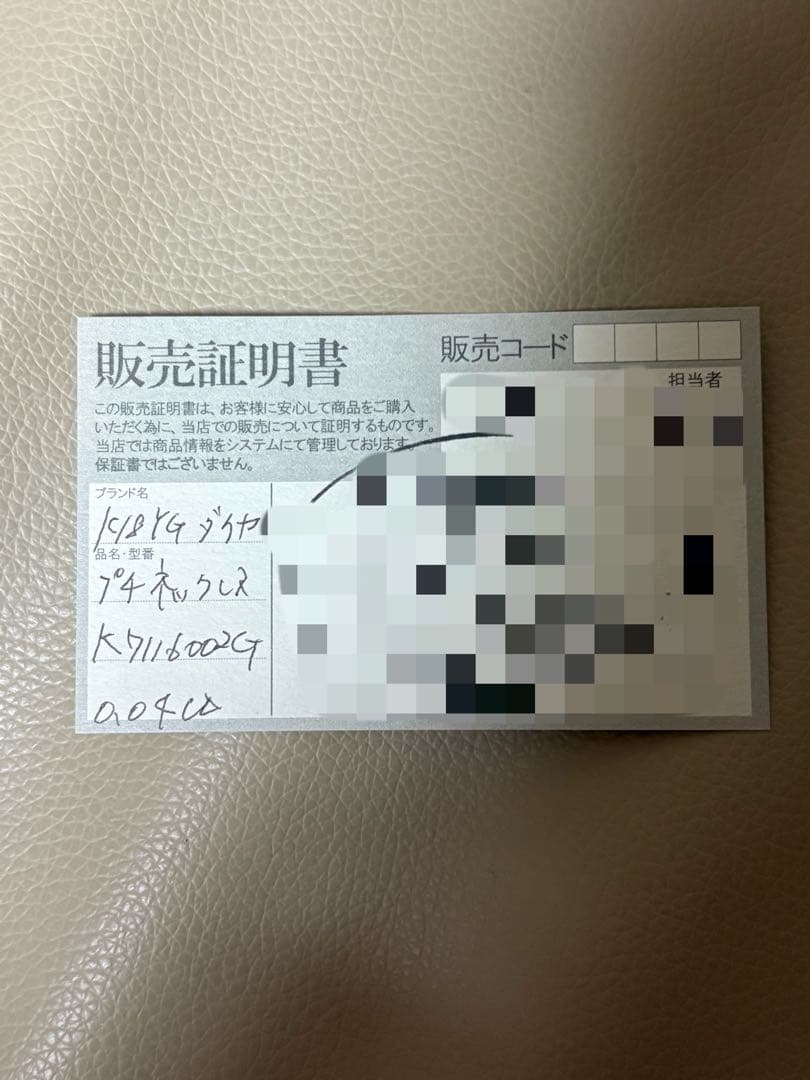 販売証明書
販売コード
担当者
この販売証明書は、お客様に安心して商品をご購入
いただく為に、当店での販売について証明するものです。
当店では商品情報をシステムにて管理しております。
保証書ではございません。
ブランド名
K18YG ダイヤ
品名・型番
プチネックレス
K7116002G
0.04ct